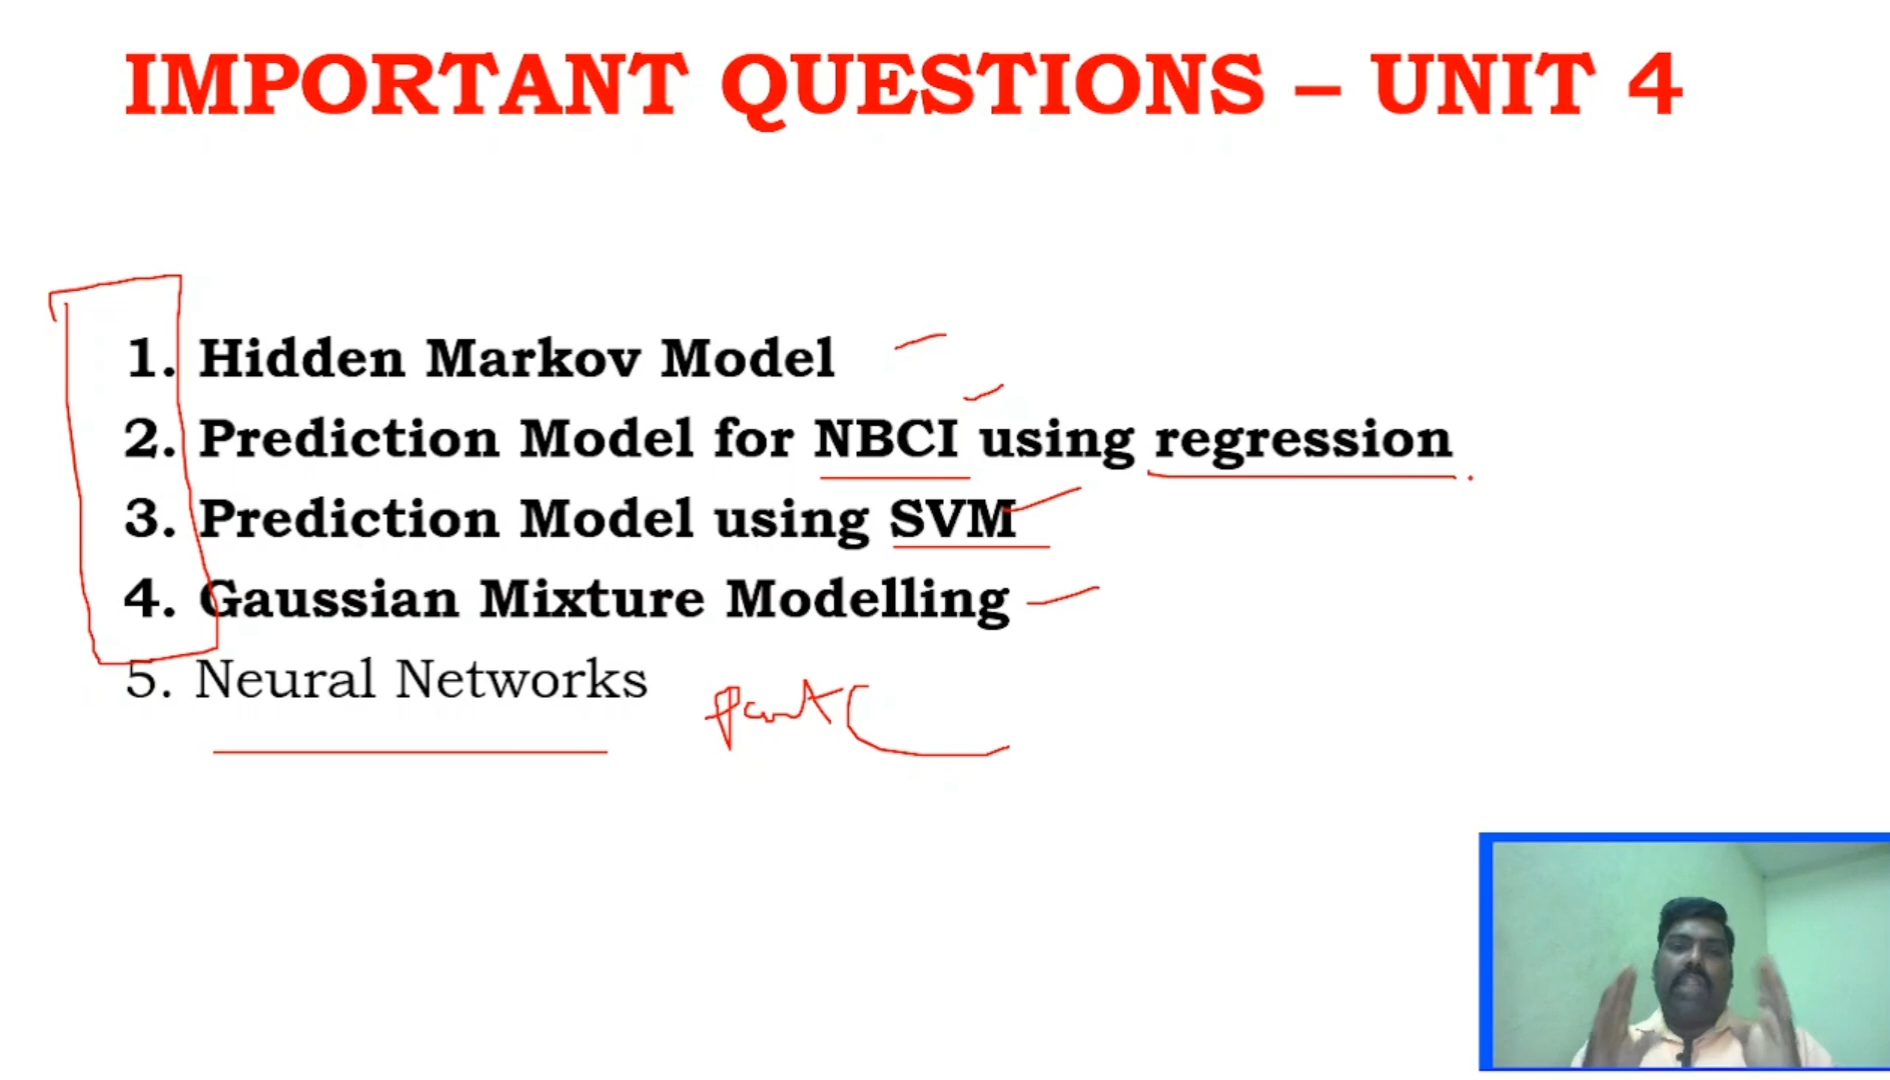 IMPORTANT QUESTIONS – UNIT 4
1. Hidden Markov Model
2. Prediction Model for NBCI using regression
3. Prediction Model using SVM
4. Gaussian Mixture Modelling
5. Neural Networks
part C